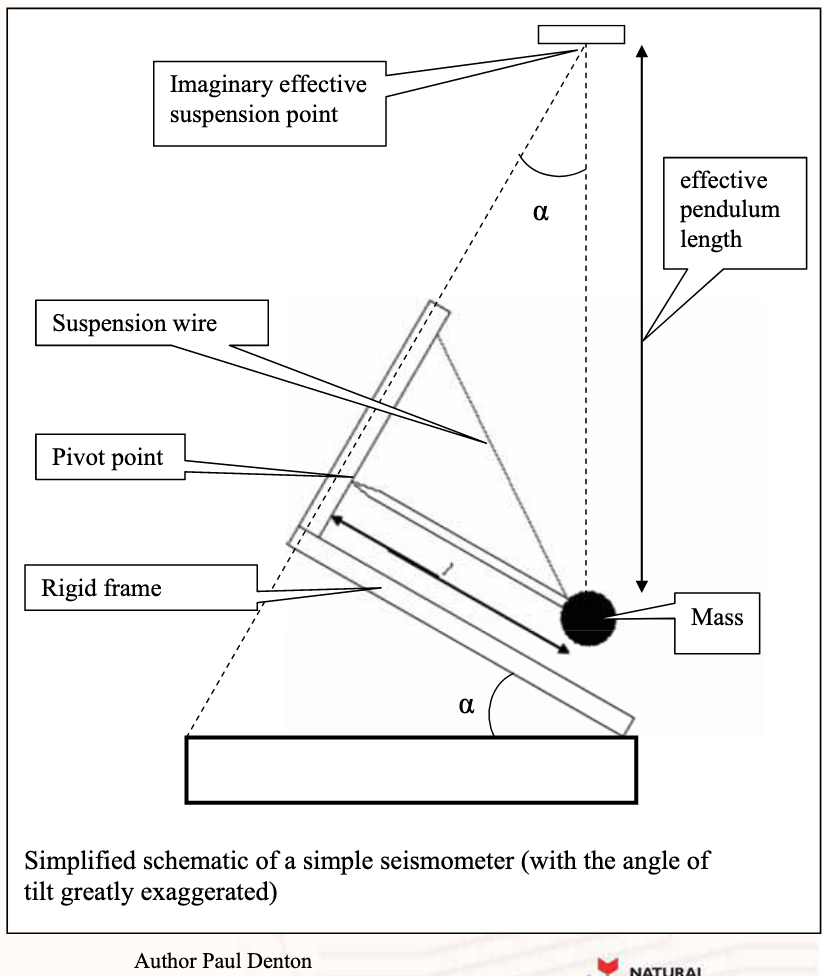 Imaginary effective
suspension point
α
effective
pendulum
length
Suspension wire
Pivot point
l
Rigid frame
Mass
α
Simplified schematic of a simple seismometer (with the angle of
tilt greatly exaggerated)
Author Paul Denton
NATURAL